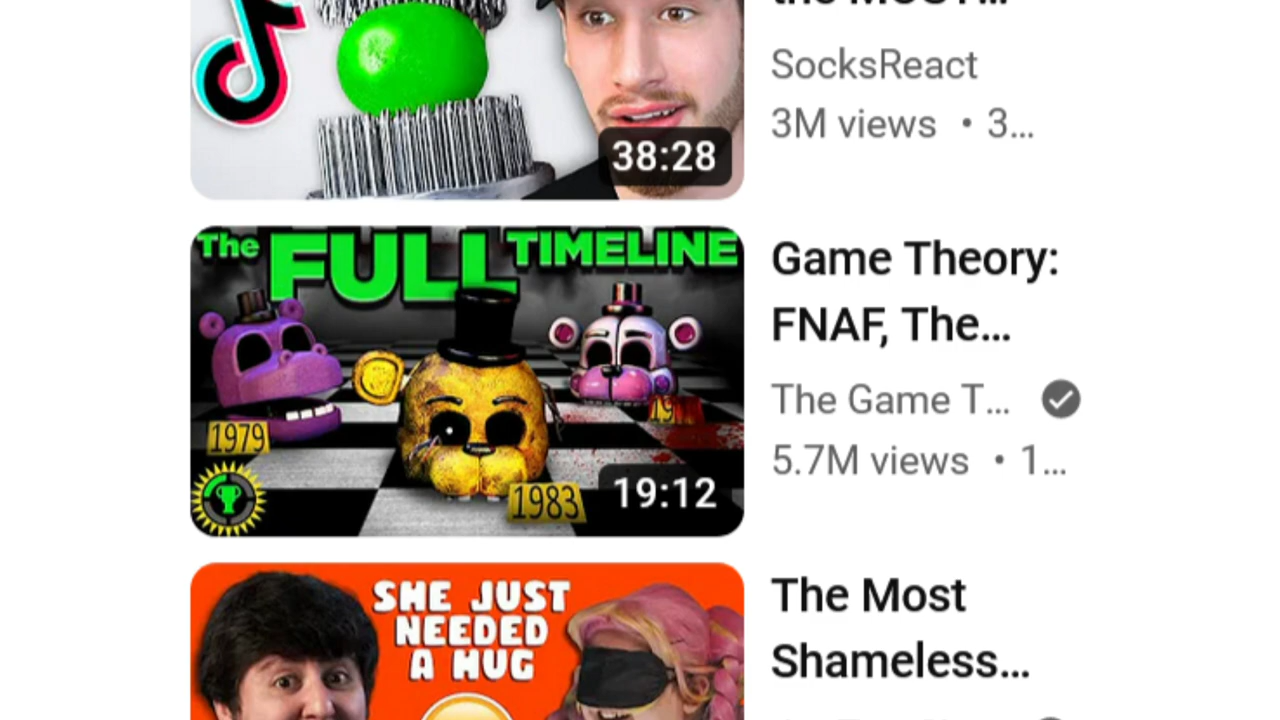 SocksReact
3M views • 3...
38:28
The FULL TIMELINE
1979
1983
19:12
Game Theory:
FNAF, The...
The Game T...
5.7M views • 1...
SHE JUST
NEEDED
A HUG
The Most
Shameless...